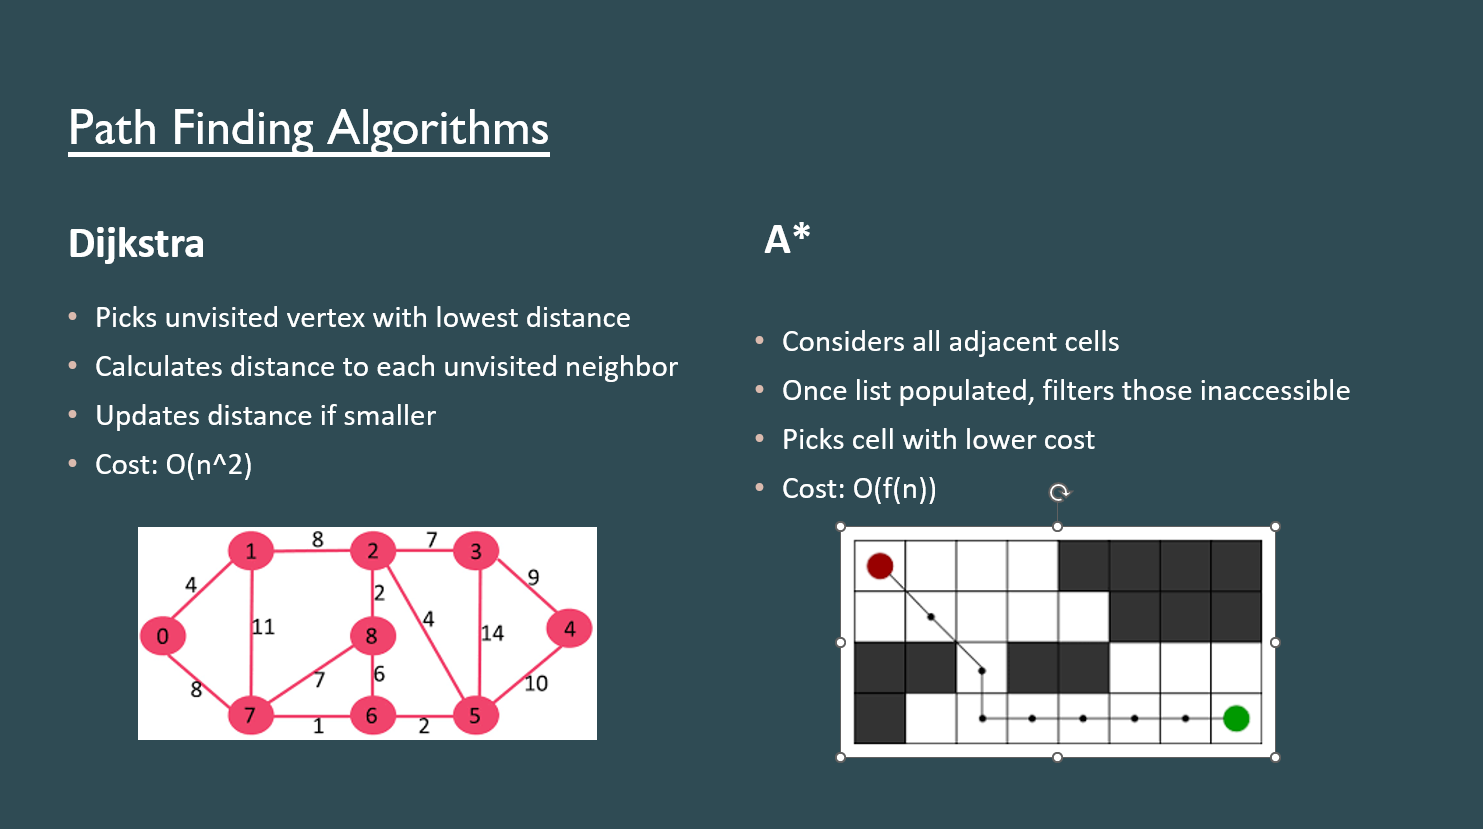 Path Finding Algorithms
Dijkstra
• Picks unvisited vertex with lowest distance
• Calculates distance to each unvisited neighbor
• Updates distance if smaller
• Cost: O(n^2)
A*
• Considers all adjacent cells
• Once list populated, filters those inaccessible
• Picks cell with lower cost
• Cost: O(f(n))
1 8 2 7 3
4 2 9
0 11 8 4 14 4
8 7 6 10
7 1 6 2 5